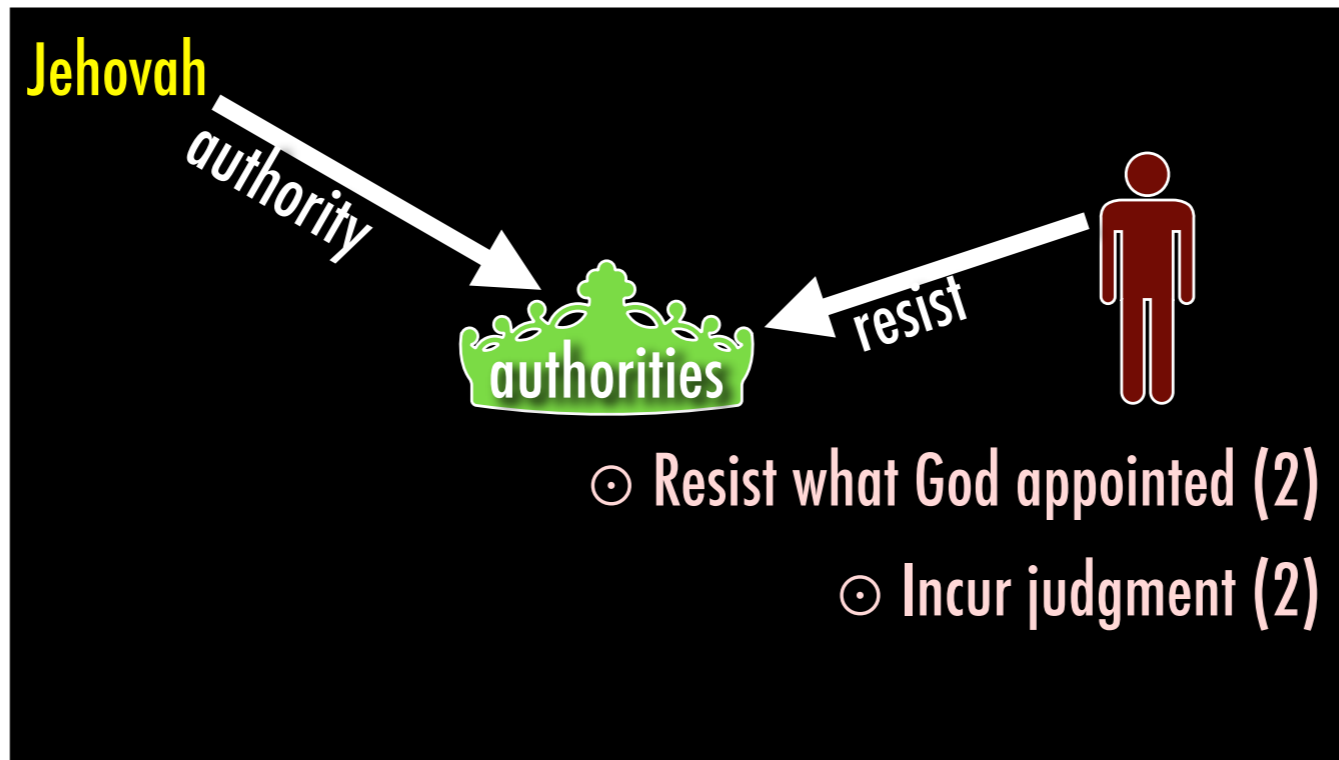 Jehovah
authority
resist
authorities
⊙ Resist what God appointed (2)
⊙ Incur judgment (2)